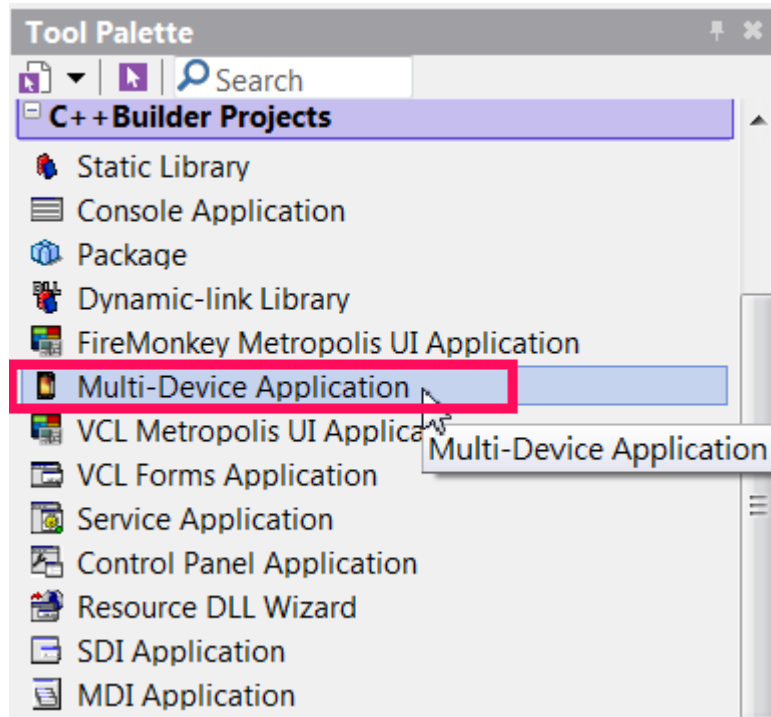 Tool Palette
Search
C++Builder Projects
Static Library
Console Application
Package
Dynamic-link Library
FireMonkey Metropolis UI Application
Multi-Device Application
VCL Metropolis UI Applica
Multi-Device Application
VCL Forms Application
Service Application
Control Panel Application
Resource DLL Wizard
SDI Application
MDI Application